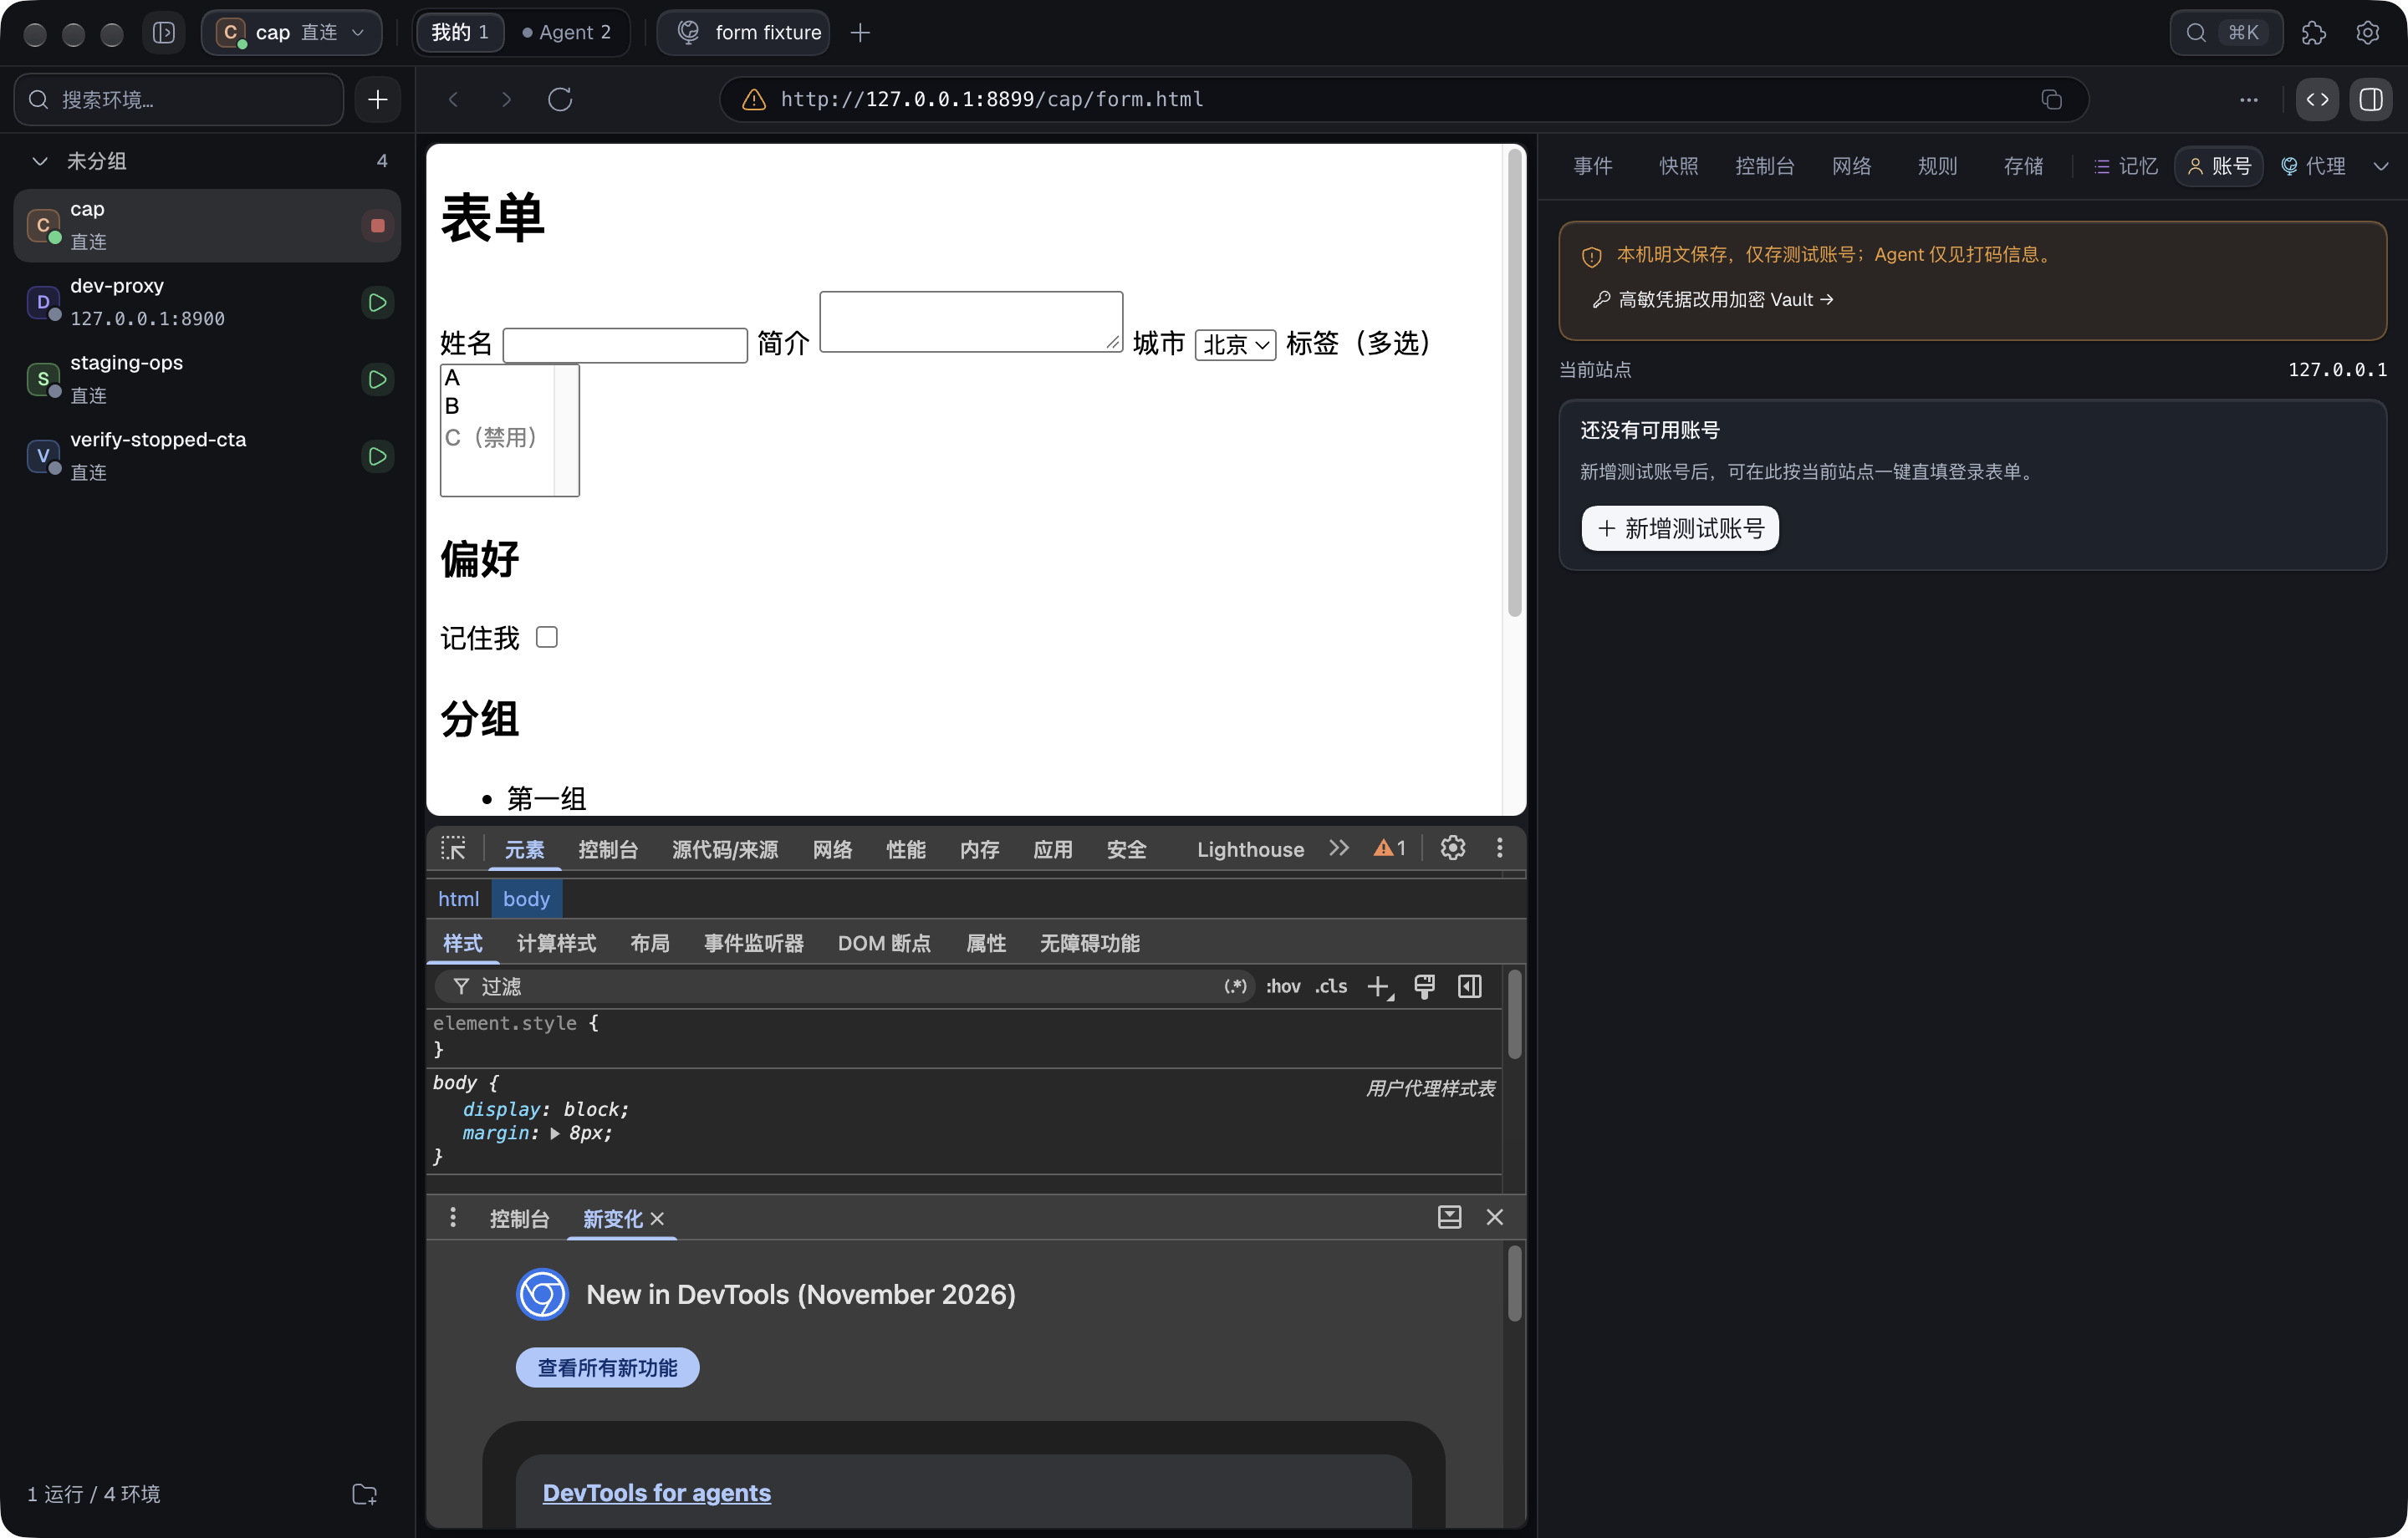 C cap 直连
我的 1
Agent 2
form fixture
⌘K
搜索环境...
http://127.0.0.1:8899/cap/form.html
未分组 4
C cap
直连
D dev-proxy
127.0.0.1:8900
S staging-ops
直连
V verify-stopped-cta
直连
1 运行 / 4 环境
表单
姓名 简介 城市 北京 标签（多选）
A
B
C（禁用）
偏好
记住我
分组
第一组
元素 控制台 源代码/来源 网络 性能 内存 应用 安全 Lighthouse 1
html body
样式 计算样式 布局 事件监听器 DOM 断点 属性 无障碍功能
过滤 (.*) :hov .cls
element.style {
}
body { 用户代理样式表
display: block;
margin: 8px;
}
控制台 新变化
New in DevTools (November 2026)
查看所有新功能
DevTools for agents
事件 快照 控制台 网络 规则 存储 记忆 账号 代理
本机明文保存，仅存测试账号；Agent 仅见打码信息。
高敏凭据改用加密 Vault →
当前站点 127.0.0.1
还没有可用账号
新增测试账号后，可在此按当前站点一键直填登录表单。
+ 新增测试账号